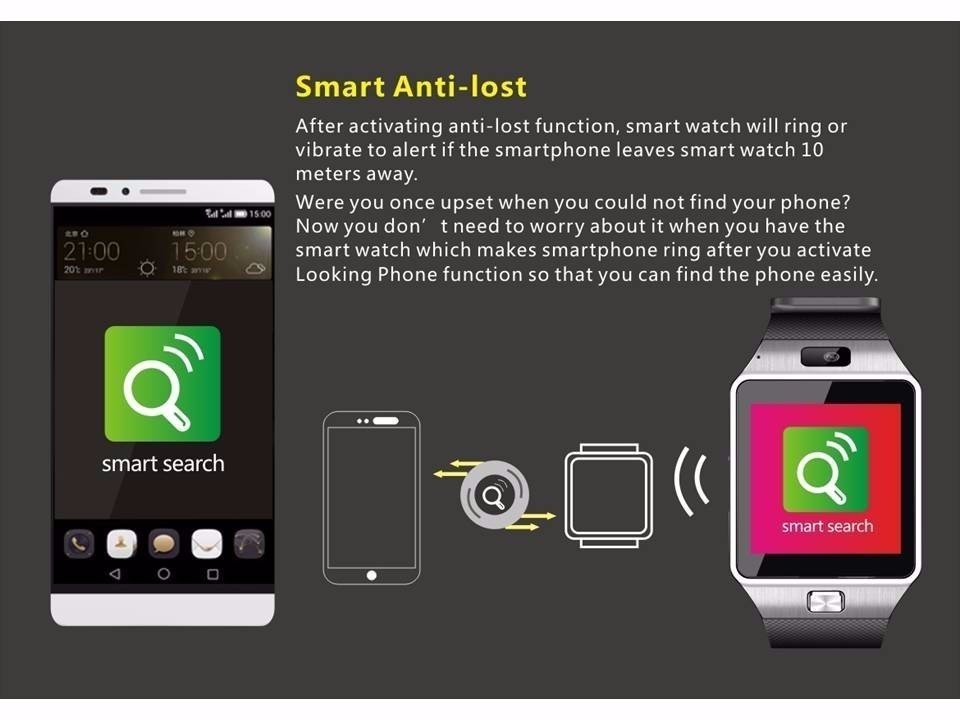 Smart Anti-lost
After activating anti-lost function, smart watch will ring or
vibrate to alert if the smartphone leaves smart watch 10
meters away.
Were you once upset when you could not find your phone?
Now you don’t need to worry about it when you have the
smart watch which makes smartphone ring after you activate
Looking Phone function so that you can find the phone easily.
15:00
北京
柏林
21:00
15:00
20°c
18°c
smart search
smart search